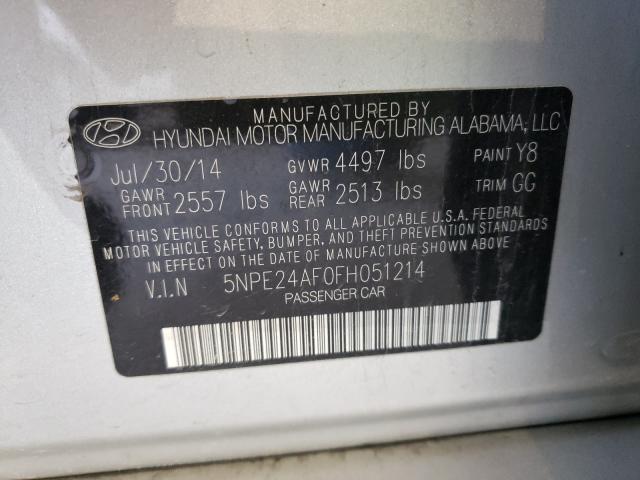 MANUFACTURED BY
HYUNDAI MOTOR MANUFACTURING ALABAMA, LLC
Jul/30/14 GVWR 4497 lbs PAINT Y8
GAWR FRONT 2557 lbs GAWR REAR 2513 lbs TRIM GG
THIS VEHICLE CONFORMS TO ALL APPLICABLE U.S.A. FEDERAL
MOTOR VEHICLE SAFETY, BUMPER, AND THEFT PREVENTION STANDARDS
IN EFFECT ON THE DATE OF MANUFACTURE SHOWN ABOVE.
V.I.N 5NPE24AF0FH051214
PASSENGER CAR